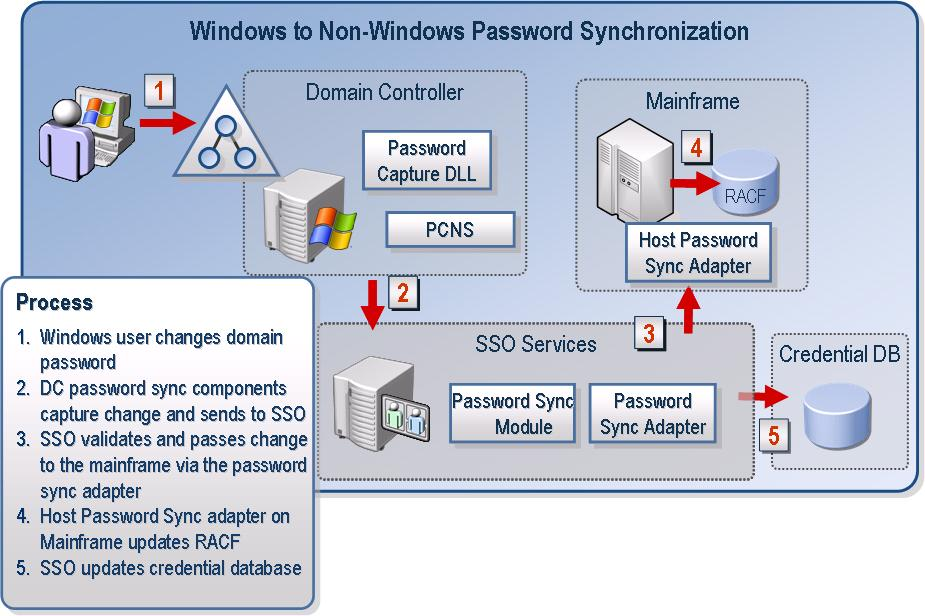 Windows to Non-Windows Password Synchronization
1
Domain Controller
Password
Capture DLL
PCNS
Mainframe
4
RACF
Host Password
Sync Adapter
2
3
SSO Services
Password Sync
Module
Password
Sync Adapter
Credential DB
5
Process
1. Windows user changes domain
password
2. DC password sync components
capture change and sends to SSO
3. SSO validates and passes change
to the mainframe via the password
sync adapter
4. Host Password Sync adapter on
Mainframe updates RACF
5. SSO updates credential database